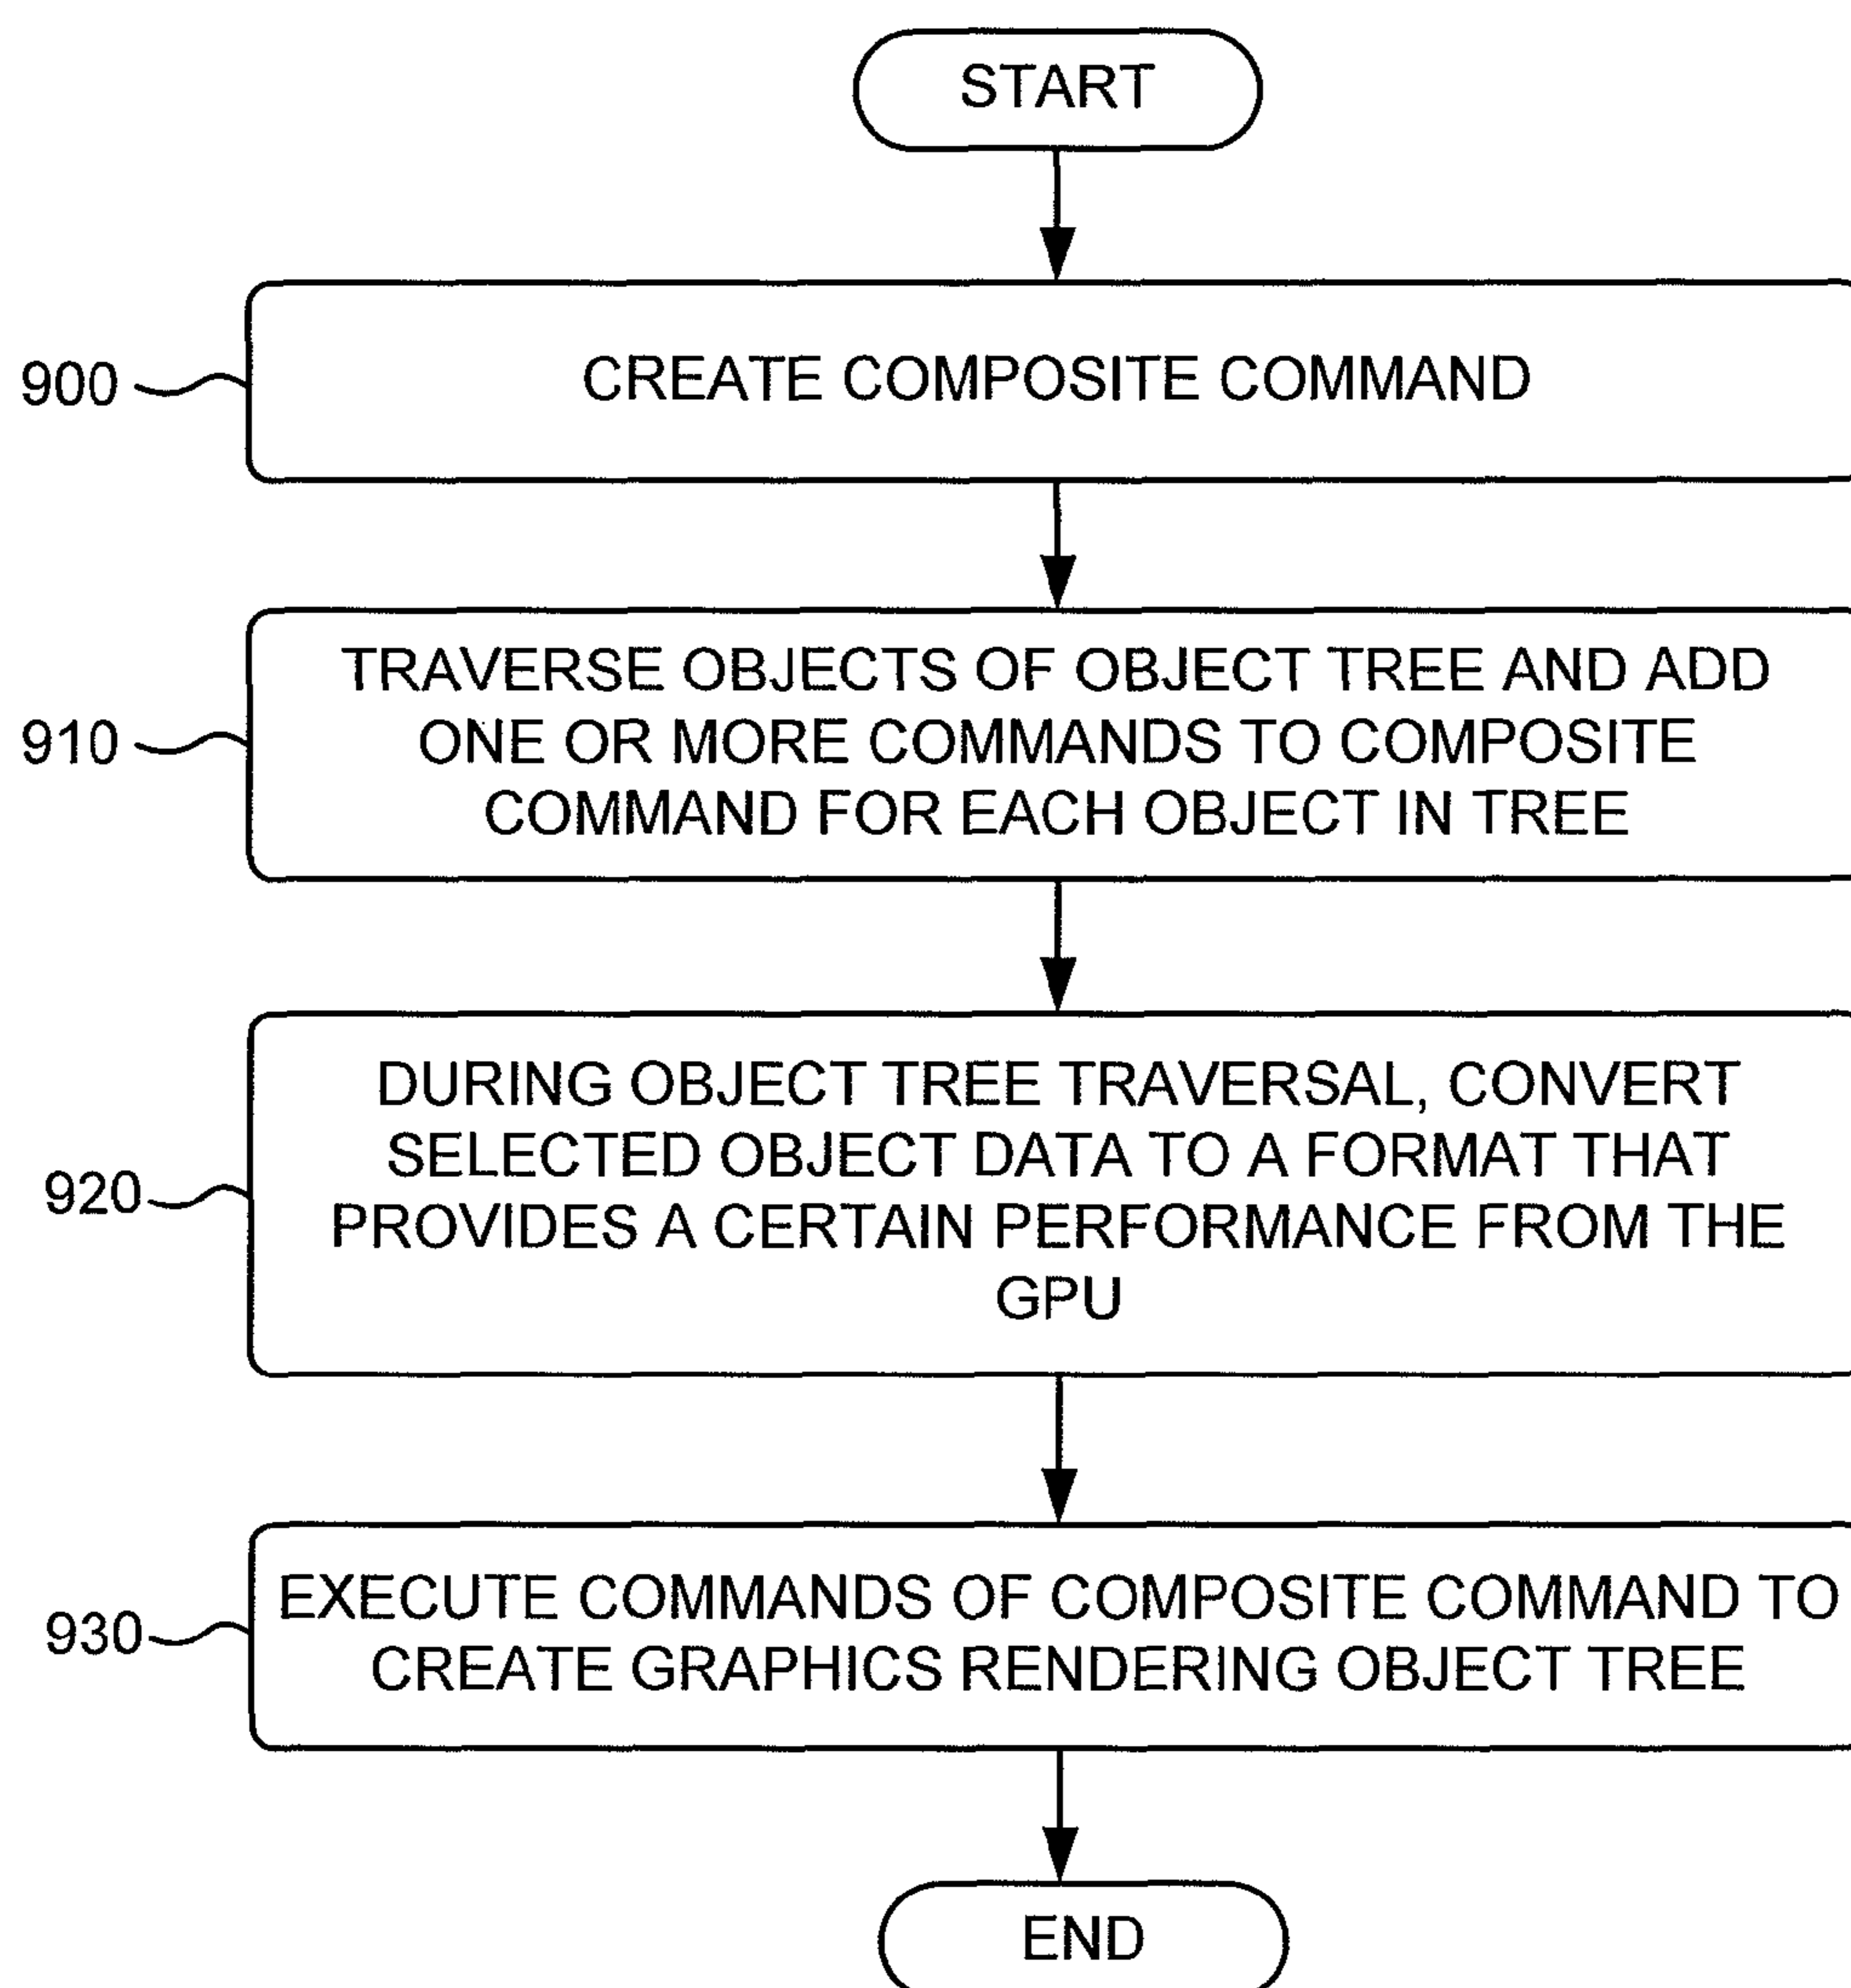 START
900
CREATE COMPOSITE COMMAND
910
TRAVERSE OBJECTS OF OBJECT TREE AND ADD
ONE OR MORE COMMANDS TO COMPOSITE
COMMAND FOR EACH OBJECT IN TREE
920
DURING OBJECT TREE TRAVERSAL, CONVERT
SELECTED OBJECT DATA TO A FORMAT THAT
PROVIDES A CERTAIN PERFORMANCE FROM THE
GPU
930
EXECUTE COMMANDS OF COMPOSITE COMMAND TO
CREATE GRAPHICS RENDERING OBJECT TREE
END